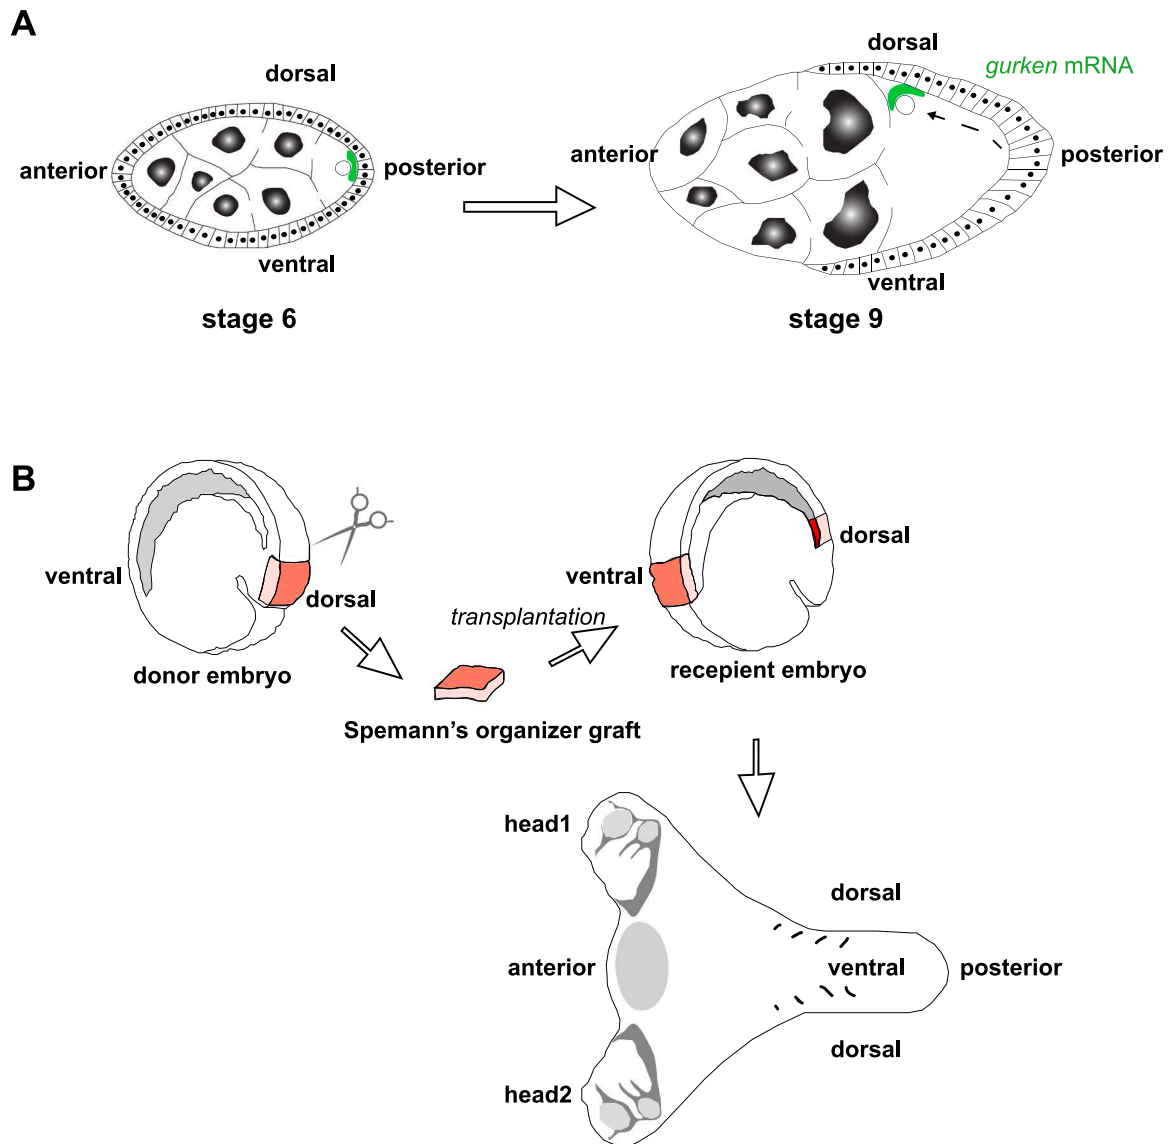 A
dorsal
anterior
posterior
ventral
stage 6
dorsal
gurken mRNA
anterior
posterior
ventral
stage 9
B
ventral
dorsal
donor embryo
transplantation
Spemann's organizer graft
ventral
dorsal
recepient embryo
head1
dorsal
anterior
ventral
posterior
dorsal
head2